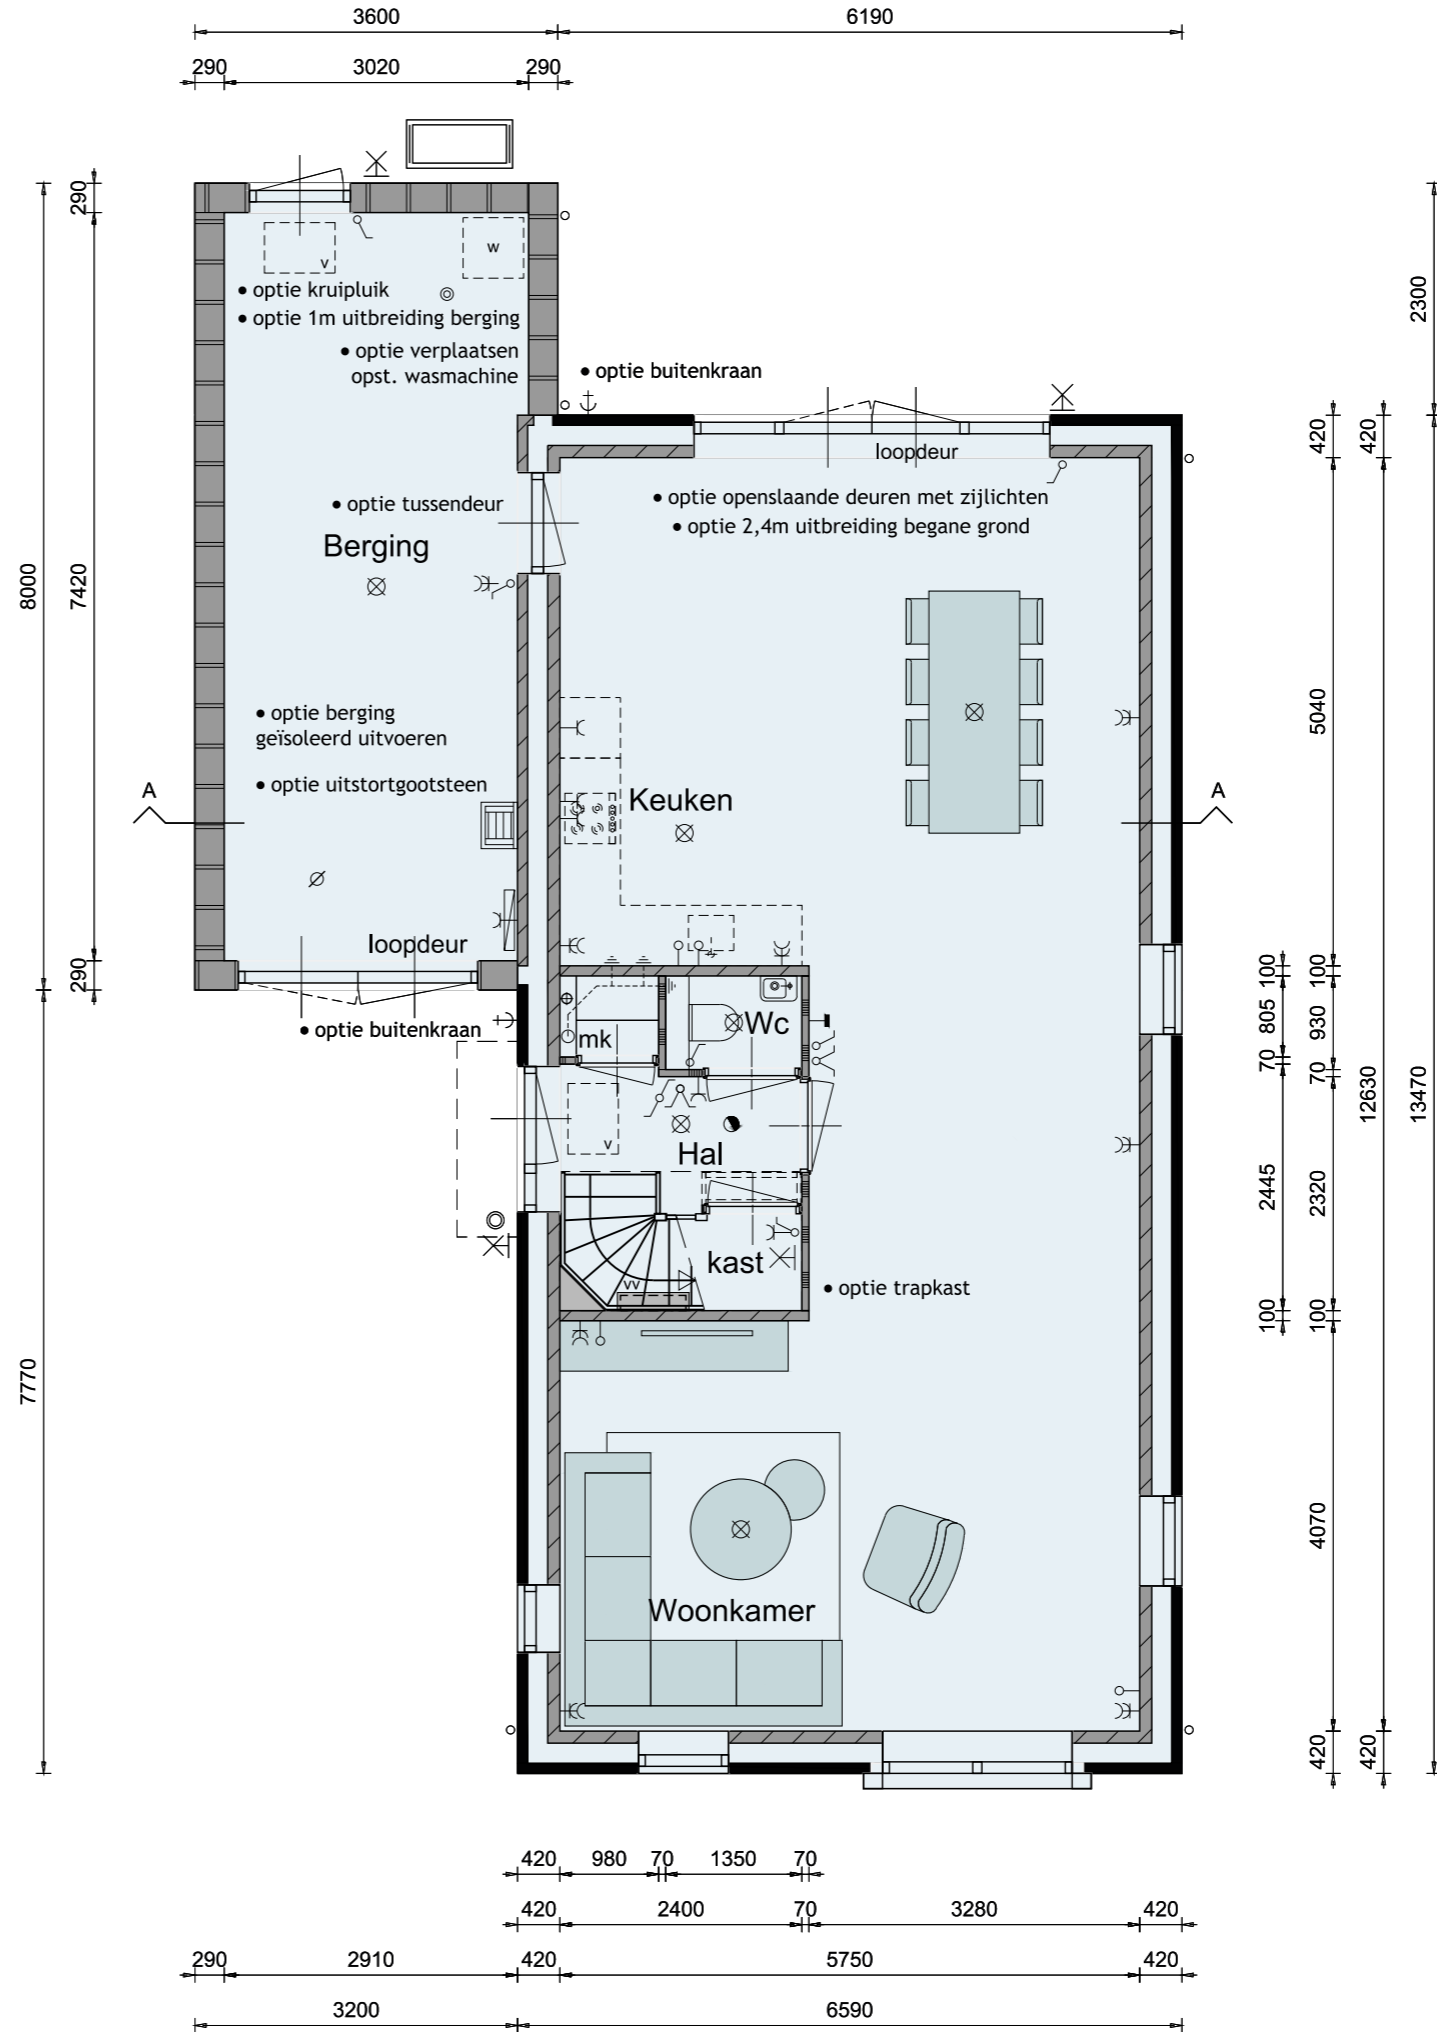 3600
6190
290
3020
290
290
w
v
• optie kruipluik
• optie 1m uitbreiding berging
• optie verplaatsen
opst. wasmachine
• optie buitenkraan
2300
420
420
loopdeur
• optie tussendeur
• optie openslaande deuren met zijlichten
• optie 2,4m uitbreiding begane grond
Berging
8000
7420
• optie berging
geïsoleerd uitvoeren
5040
• optie uitstortgootsteen
A
Keuken
A
loopdeur
290
100
100
• optie buitenkraan
mk
Wc
805
930
70
70
12630
13470
v
Hal
2445
2320
kast
vv
• optie trapkast
100
100
7770
4070
Woonkamer
420
420
420
980
70
1350
70
420
2400
70
3280
420
290
2910
420
5750
420
3200
6590